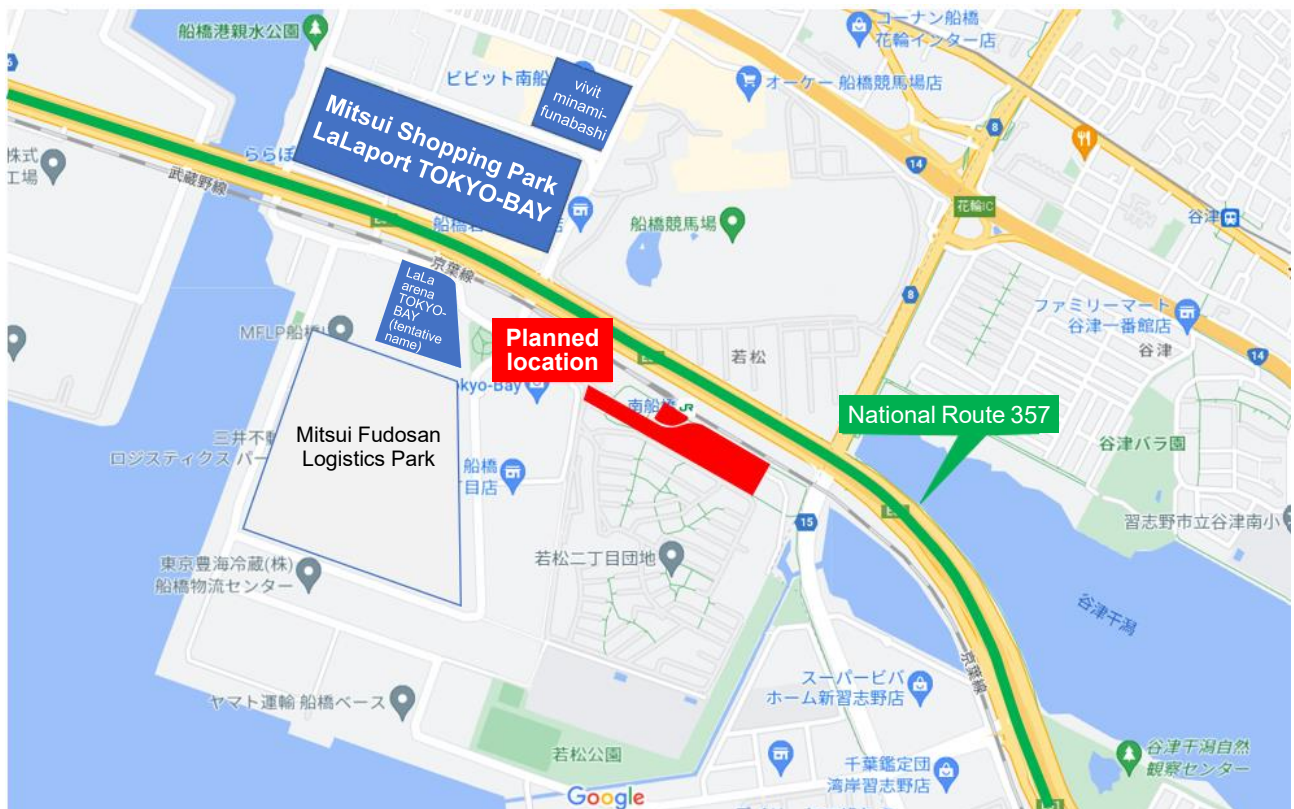 船橋港親水公園
コーナン船橋
花輪インター店
ビビット南船
vivit
minami-
funabashi
オーケー 船橋競馬場店
Mitsui Shopping Park
LaLaport TOKYO-BAY
8
14
株式
工場
ららぽ
武蔵野線
花輪IC
谷津
船橋競馬場
京葉線
LaLa
arena
TOKYO-
BAY
(tentative
name)
8
ファミリーマート
谷津一番館店
MFLP船橋
Planned
location
若松
谷津
14
kyo-Bay
南船橋
JR
National Route 357
Mitsui Fudosan
Logistics Park
三井不動
ロジスティクス パー
船橋
目店
谷津バラ園
15
習志野市立谷津南小
東京豊海冷蔵(株)
船橋物流センター
若松二丁目団地
谷津干潟
京葉線
スーパービバ
ホーム新習志野店
ヤマト運輸 船橋ベース
若松公園
谷津干潟自然
観察センター
千葉鑑定団
湾岸習志野店
Google